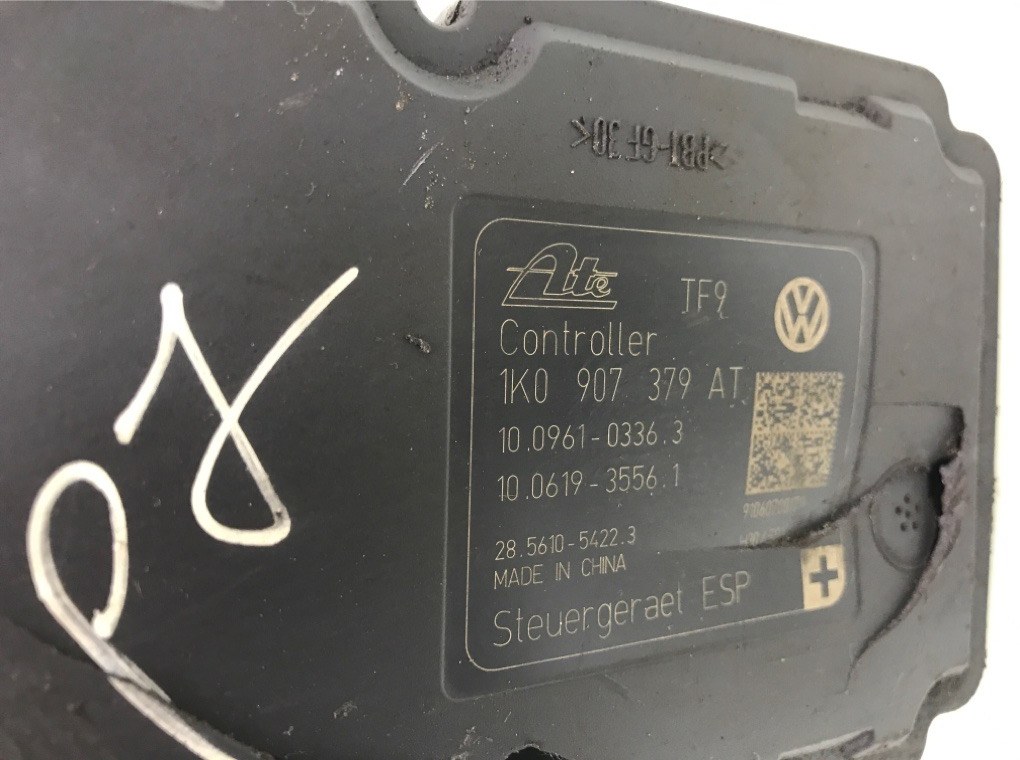 >PBT-GF30<
Ate TF9
Controller
1K0 907 379 AT
10.0961-0336.3
10.0619-3556.1
28.5610-5422.3
MADE IN CHINA
Steuergeraet ESP